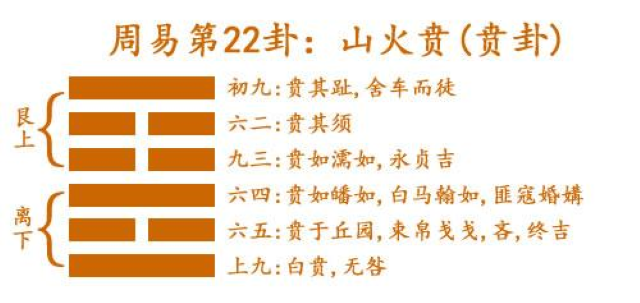 周易第22卦：山火贲(贲卦)
艮上
初九:贲其趾,舍车而徒
六二:贲其须
九三:贲如濡如,永贞吉
离下
六四:贲如皤如,白马翰如,匪寇婚媾
六五:贲于丘园,束帛戋戋,吝,终吉
上九:白贲,无咎